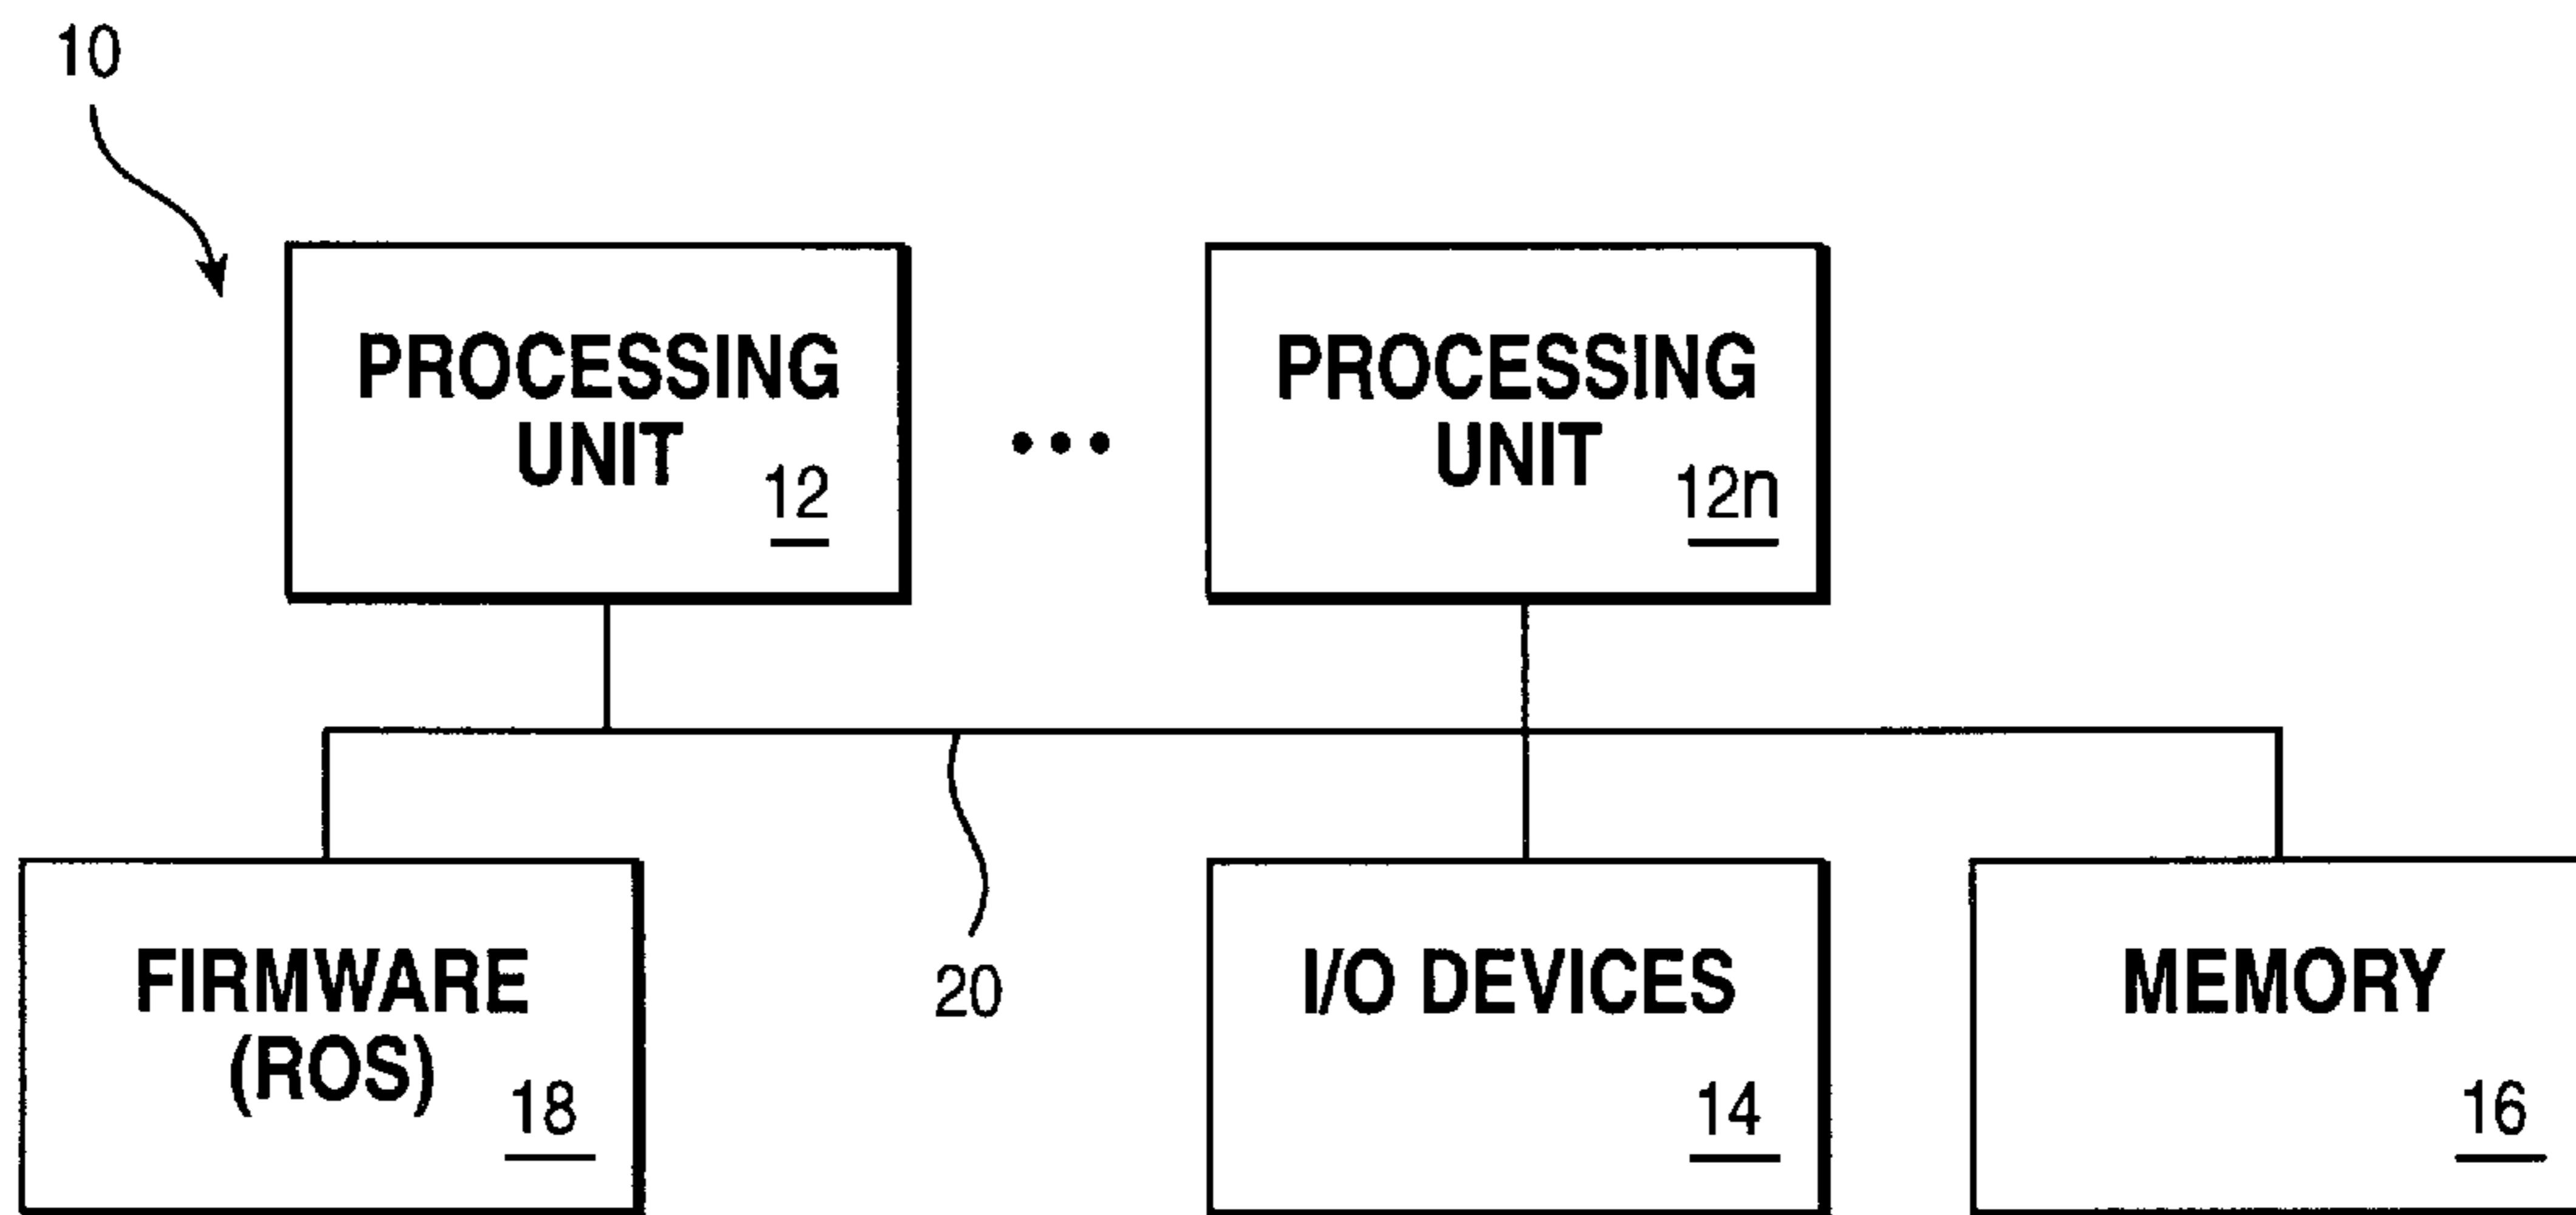 10
PROCESSING
UNIT
12
PROCESSING
UNIT
12n
20
FIRMWARE
(ROS)
18
I/O DEVICES
14
MEMORY
16